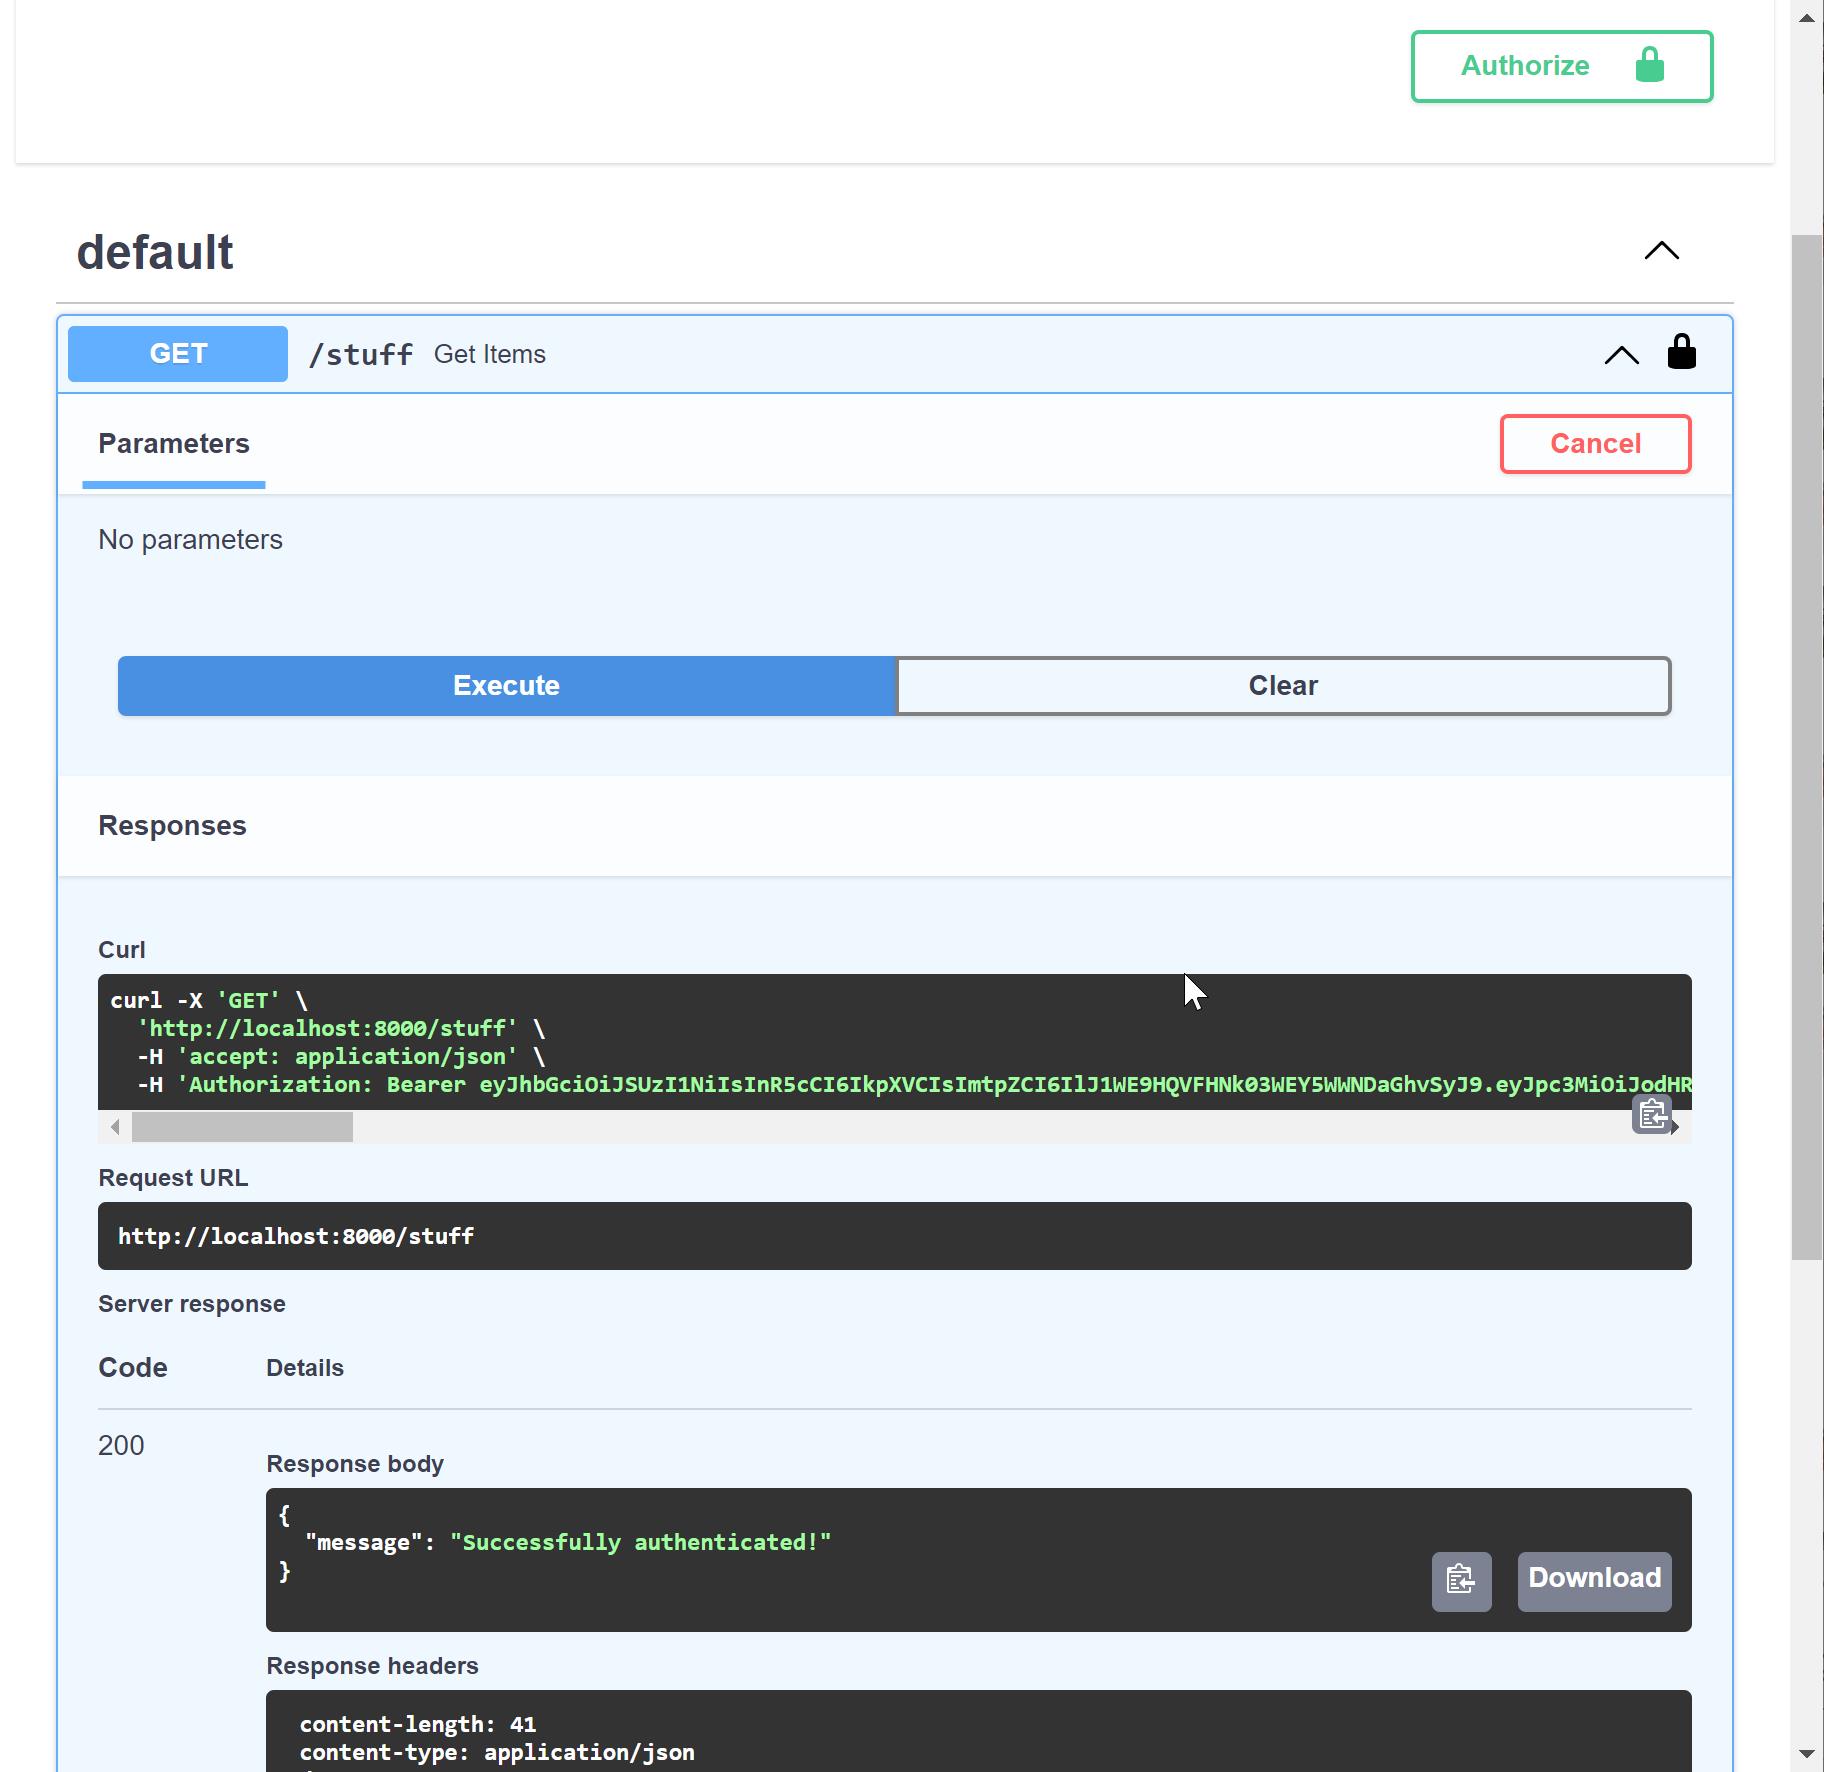 Authorize
default
GET /stuff Get Items
Parameters
Cancel
No parameters
Execute
Clear
Responses
Curl
curl -X 'GET' \
'http://localhost:8000/stuff' \
-H 'accept: application/json' \
-H 'Authorization: Bearer eyJhbGciOiJSUzI1NiIsInR5cCI6IkpXVCIsImtpZCI6IlJ1WE9HQVFHNk03WEY5WWNDaGhvSyJ9.eyJpc3MiOiJodHR
Request URL
http://localhost:8000/stuff
Server response
Code Details
200
Response body
{
"message": "Successfully authenticated!"
}
Download
Response headers
content-length: 41
content-type: application/json